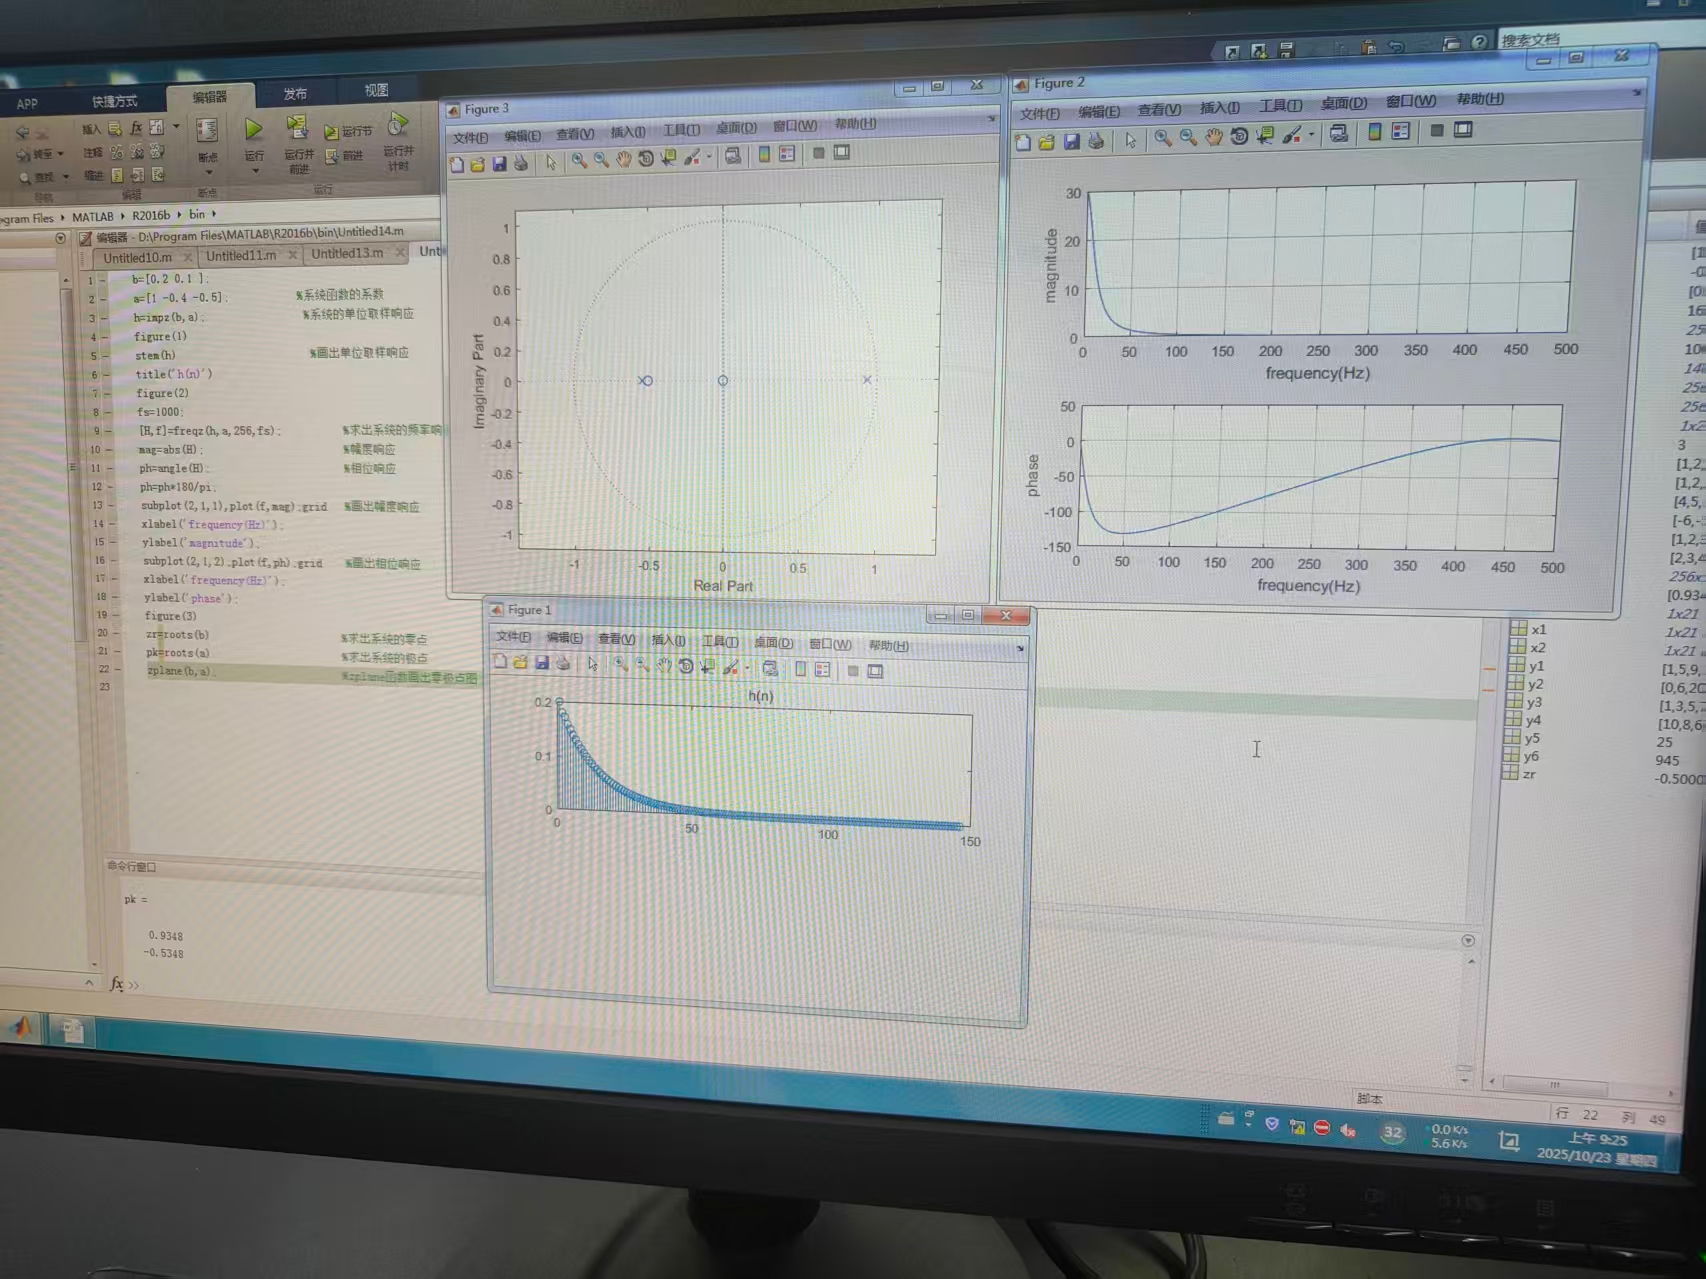 搜索文档
APP
快捷方式
编辑器
发布
视图
插入
fx
注释
缩进
编辑
断点
断点
运行
运行并
前进
运行节
前进
运行并
计时
运行
查找
gram Files ▸ MATLAB ▸ R2016b ▸ bin ▸
编辑器 - D:\Program Files\MATLAB\R2016b\bin\Untitled14.m
Untitled10.m × Untitled11.m × Untitled13.m ×
1 b=[0.2 0.1 ];
2 a=[1 -0.4 -0.5]; %系统函数的系数
3 h=impz(b,a); %系统的单位取样响应
4 figure(1)
5 stem(h) %画出单位取样响应
6 title('h(n)')
7 figure(2)
8 fs=1000;
9 [H,f]=freqz(h,a,256,fs); %求出系统的频率响
10 mag=abs(H); %幅度响应
11 ph=angle(H); %相位响应
12 ph=ph*180/pi;
13 subplot(2,1,1),plot(f,mag);grid %画出幅度响应
14 xlabel('frequency(Hz)');
15 ylabel('magnitude');
16 subplot(2,1,2),plot(f,ph);grid %画出相位响应
17 xlabel('frequency(Hz)');
18 ylabel('phase');
19 figure(3)
20 zr=roots(b) %求出系统的零点
21 pk=roots(a) %求出系统的极点
22 zplane(b,a); %zplane函数画出零极点图
23
命令行窗口
pk =
0.9348
-0.5348
fx >>
Figure 3
文件(F) 编辑(E) 查看(V) 插入(I) 工具(T) 桌面(D) 窗口(W) 帮助(H)
1
0.8
0.6
0.4
0.2
0
-0.2
-0.4
-0.6
-0.8
-1
Imaginary Part
-1 -0.5 0 0.5 1
Real Part
Figure 2
文件(F) 编辑(E) 查看(V) 插入(I) 工具(T) 桌面(D) 窗口(W) 帮助(H)
30
20
10
0
magnitude
0 50 100 150 200 250 300 350 400 450 500
frequency(Hz)
50
0
-50
-100
-150
phase
0 50 100 150 200 250 300 350 400 450 500
frequency(Hz)
Figure 1
文件(F) 编辑(E) 查看(V) 插入(I) 工具(T) 桌面(D) 窗口(W) 帮助(H)
h(n)
0.2
0.1
0
0 50 100 150
3
[1,2,
[1,2,
[4,5,
[-6,-
[1,2,
[2,3,4
256x
[0.934
x1 1x21
x2 1x21
y1 [1,5,9,
y2 [0,6,20
y3 [1,3,5,7
y4 [10,8,6
y5 25
y6 945
zr -0.5000
脚本
行 22 列 49
32
0.0 K/s
5.6 K/s
上午 9:25
2025/10/23 星期四